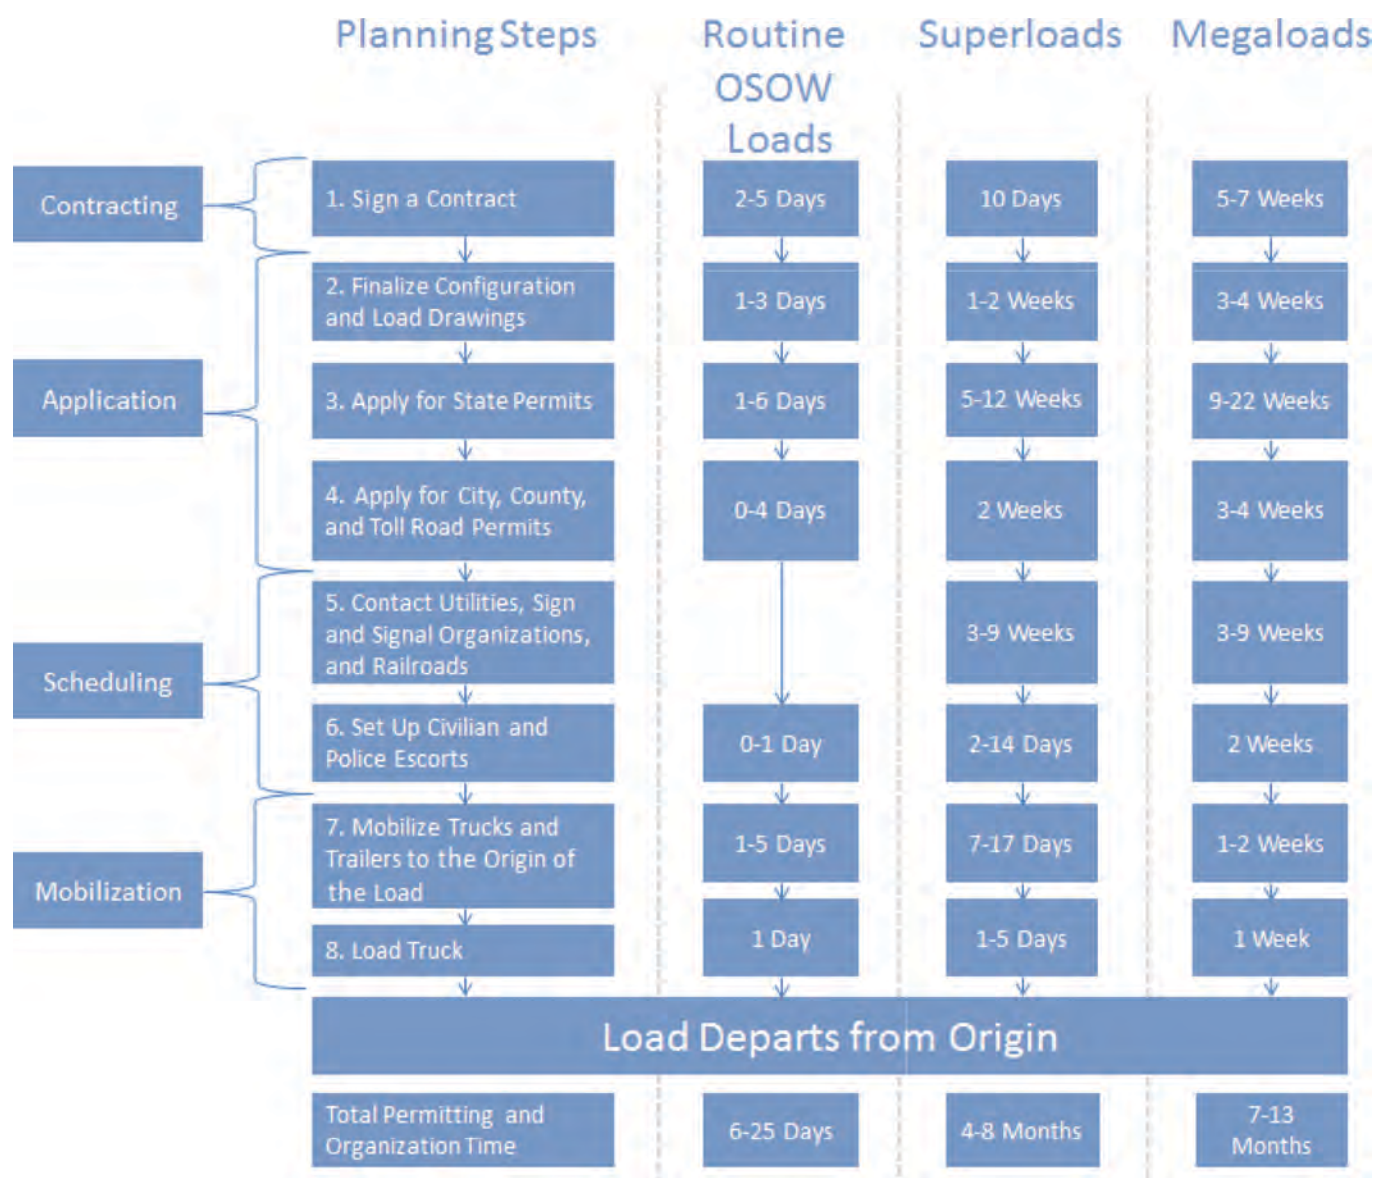 Planning Steps
Routine
OSOW
Loads
Superloads
Megaloads
Contracting
1. Sign a Contract
2-5 Days
10 Days
5-7 Weeks
Application
2. Finalize Configuration
and Load Drawings
1-3 Days
1-2 Weeks
3-4 Weeks
3. Apply for State Permits
1-6 Days
5-12 Weeks
9-22 Weeks
4. Apply for City, County,
and Toll Road Permits
0-4 Days
2 Weeks
3-4 Weeks
Scheduling
5. Contact Utilities, Sign
and Signal Organizations,
and Railroads
3-9 Weeks
3-9 Weeks
6. Set Up Civilian and
Police Escorts
0-1 Day
2-14 Days
2 Weeks
Mobilization
7. Mobilize Trucks and
Trailers to the Origin of
the Load
1-5 Days
7-17 Days
1-2 Weeks
8. Load Truck
1 Day
1-5 Days
1 Week
Load Departs from Origin
Total Permitting and
Organization Time
6-25 Days
4-8 Months
7-13
Months